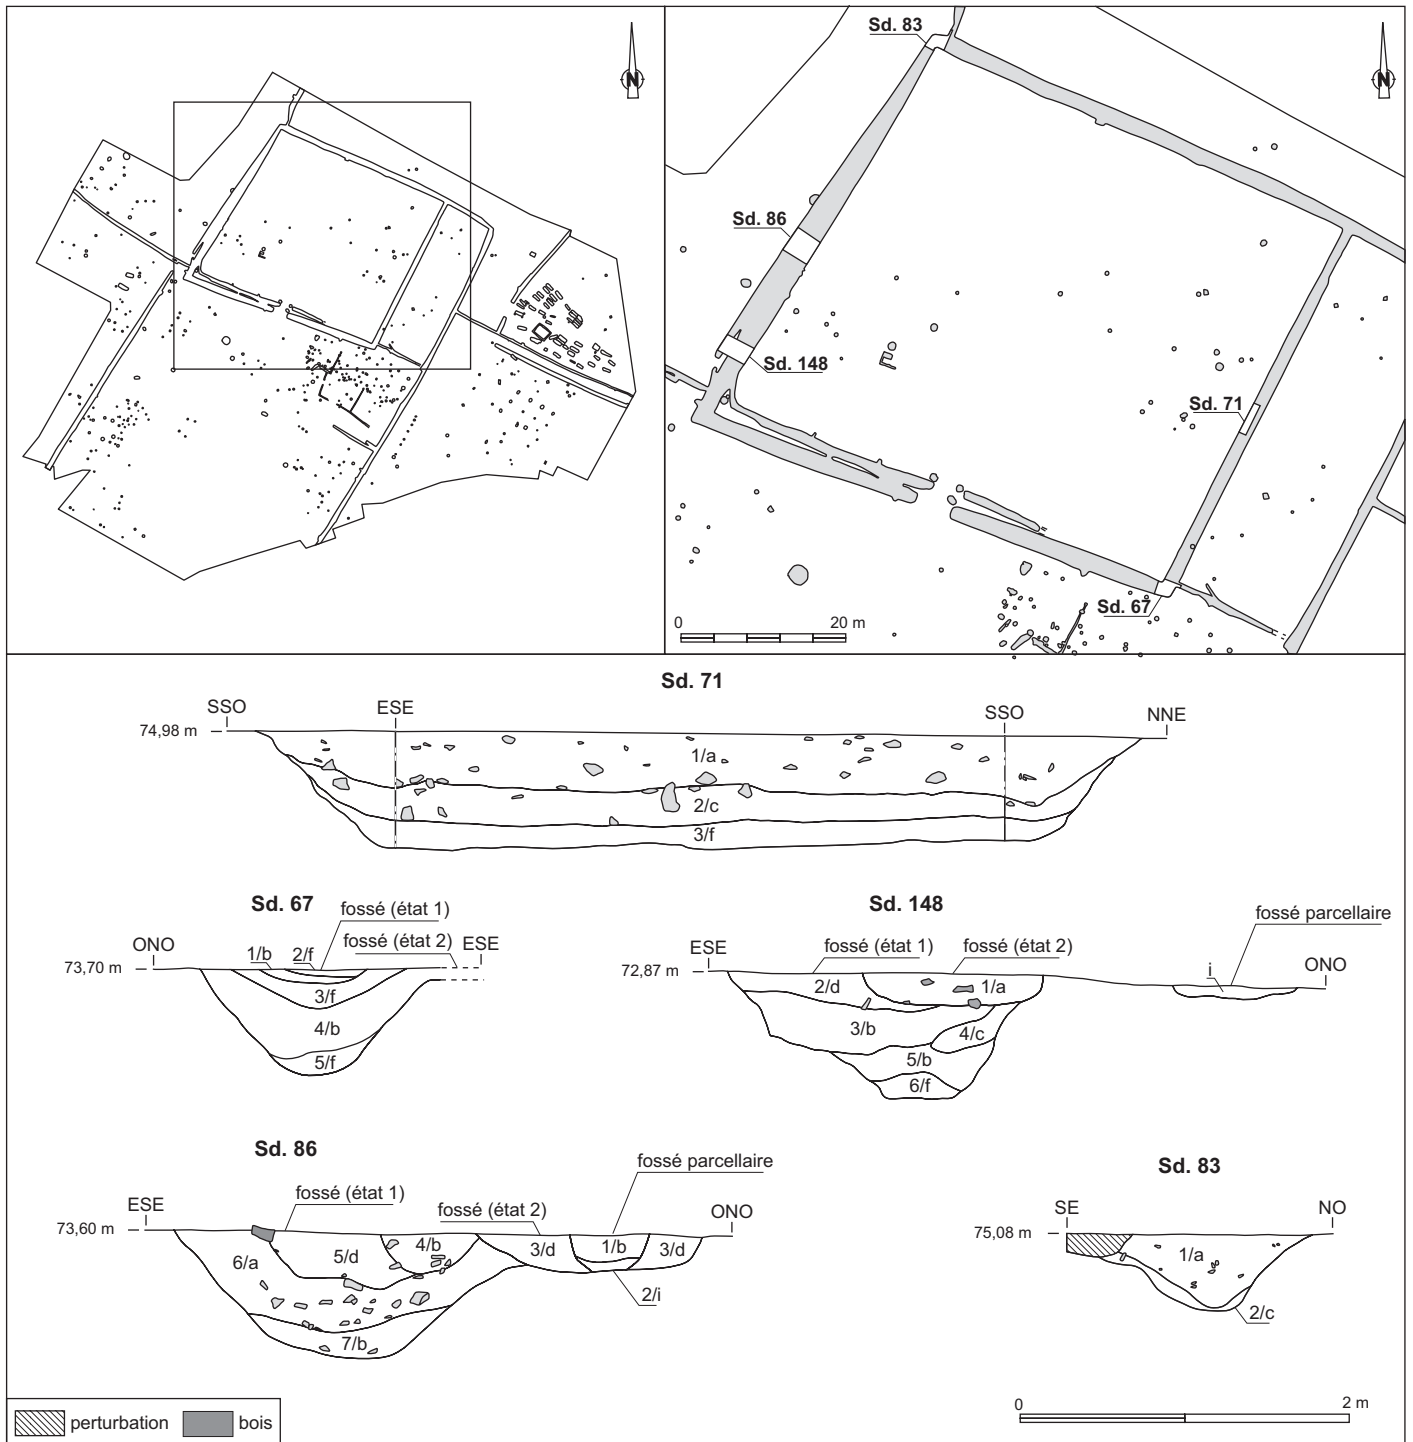 N
N
Sd. 83
Sd. 86
Sd. 148
Sd. 71
Sd. 67
0 20 m
Sd. 71
SSO ESE SSO NNE
74,98 m
1/a
2/c
3/f
Sd. 67
fossé (état 1)
fossé (état 2)
ONO ESE
1/b 2/f
73,70 m
3/f
4/b
5/f
Sd. 148
fossé parcellaire
fossé (état 1) fossé (état 2)
ESE ONO
72,87 m
i
2/d 1/a
3/b 4/c
5/b
6/f
Sd. 86
fossé parcellaire
fossé (état 1)
fossé (état 2)
ESE ONO
73,60 m
4/b 3/d 1/b 3/d
6/a 5/d
2/i
7/b
Sd. 83
SE NO
75,08 m
1/a
2/c
perturbation bois
0 2 m